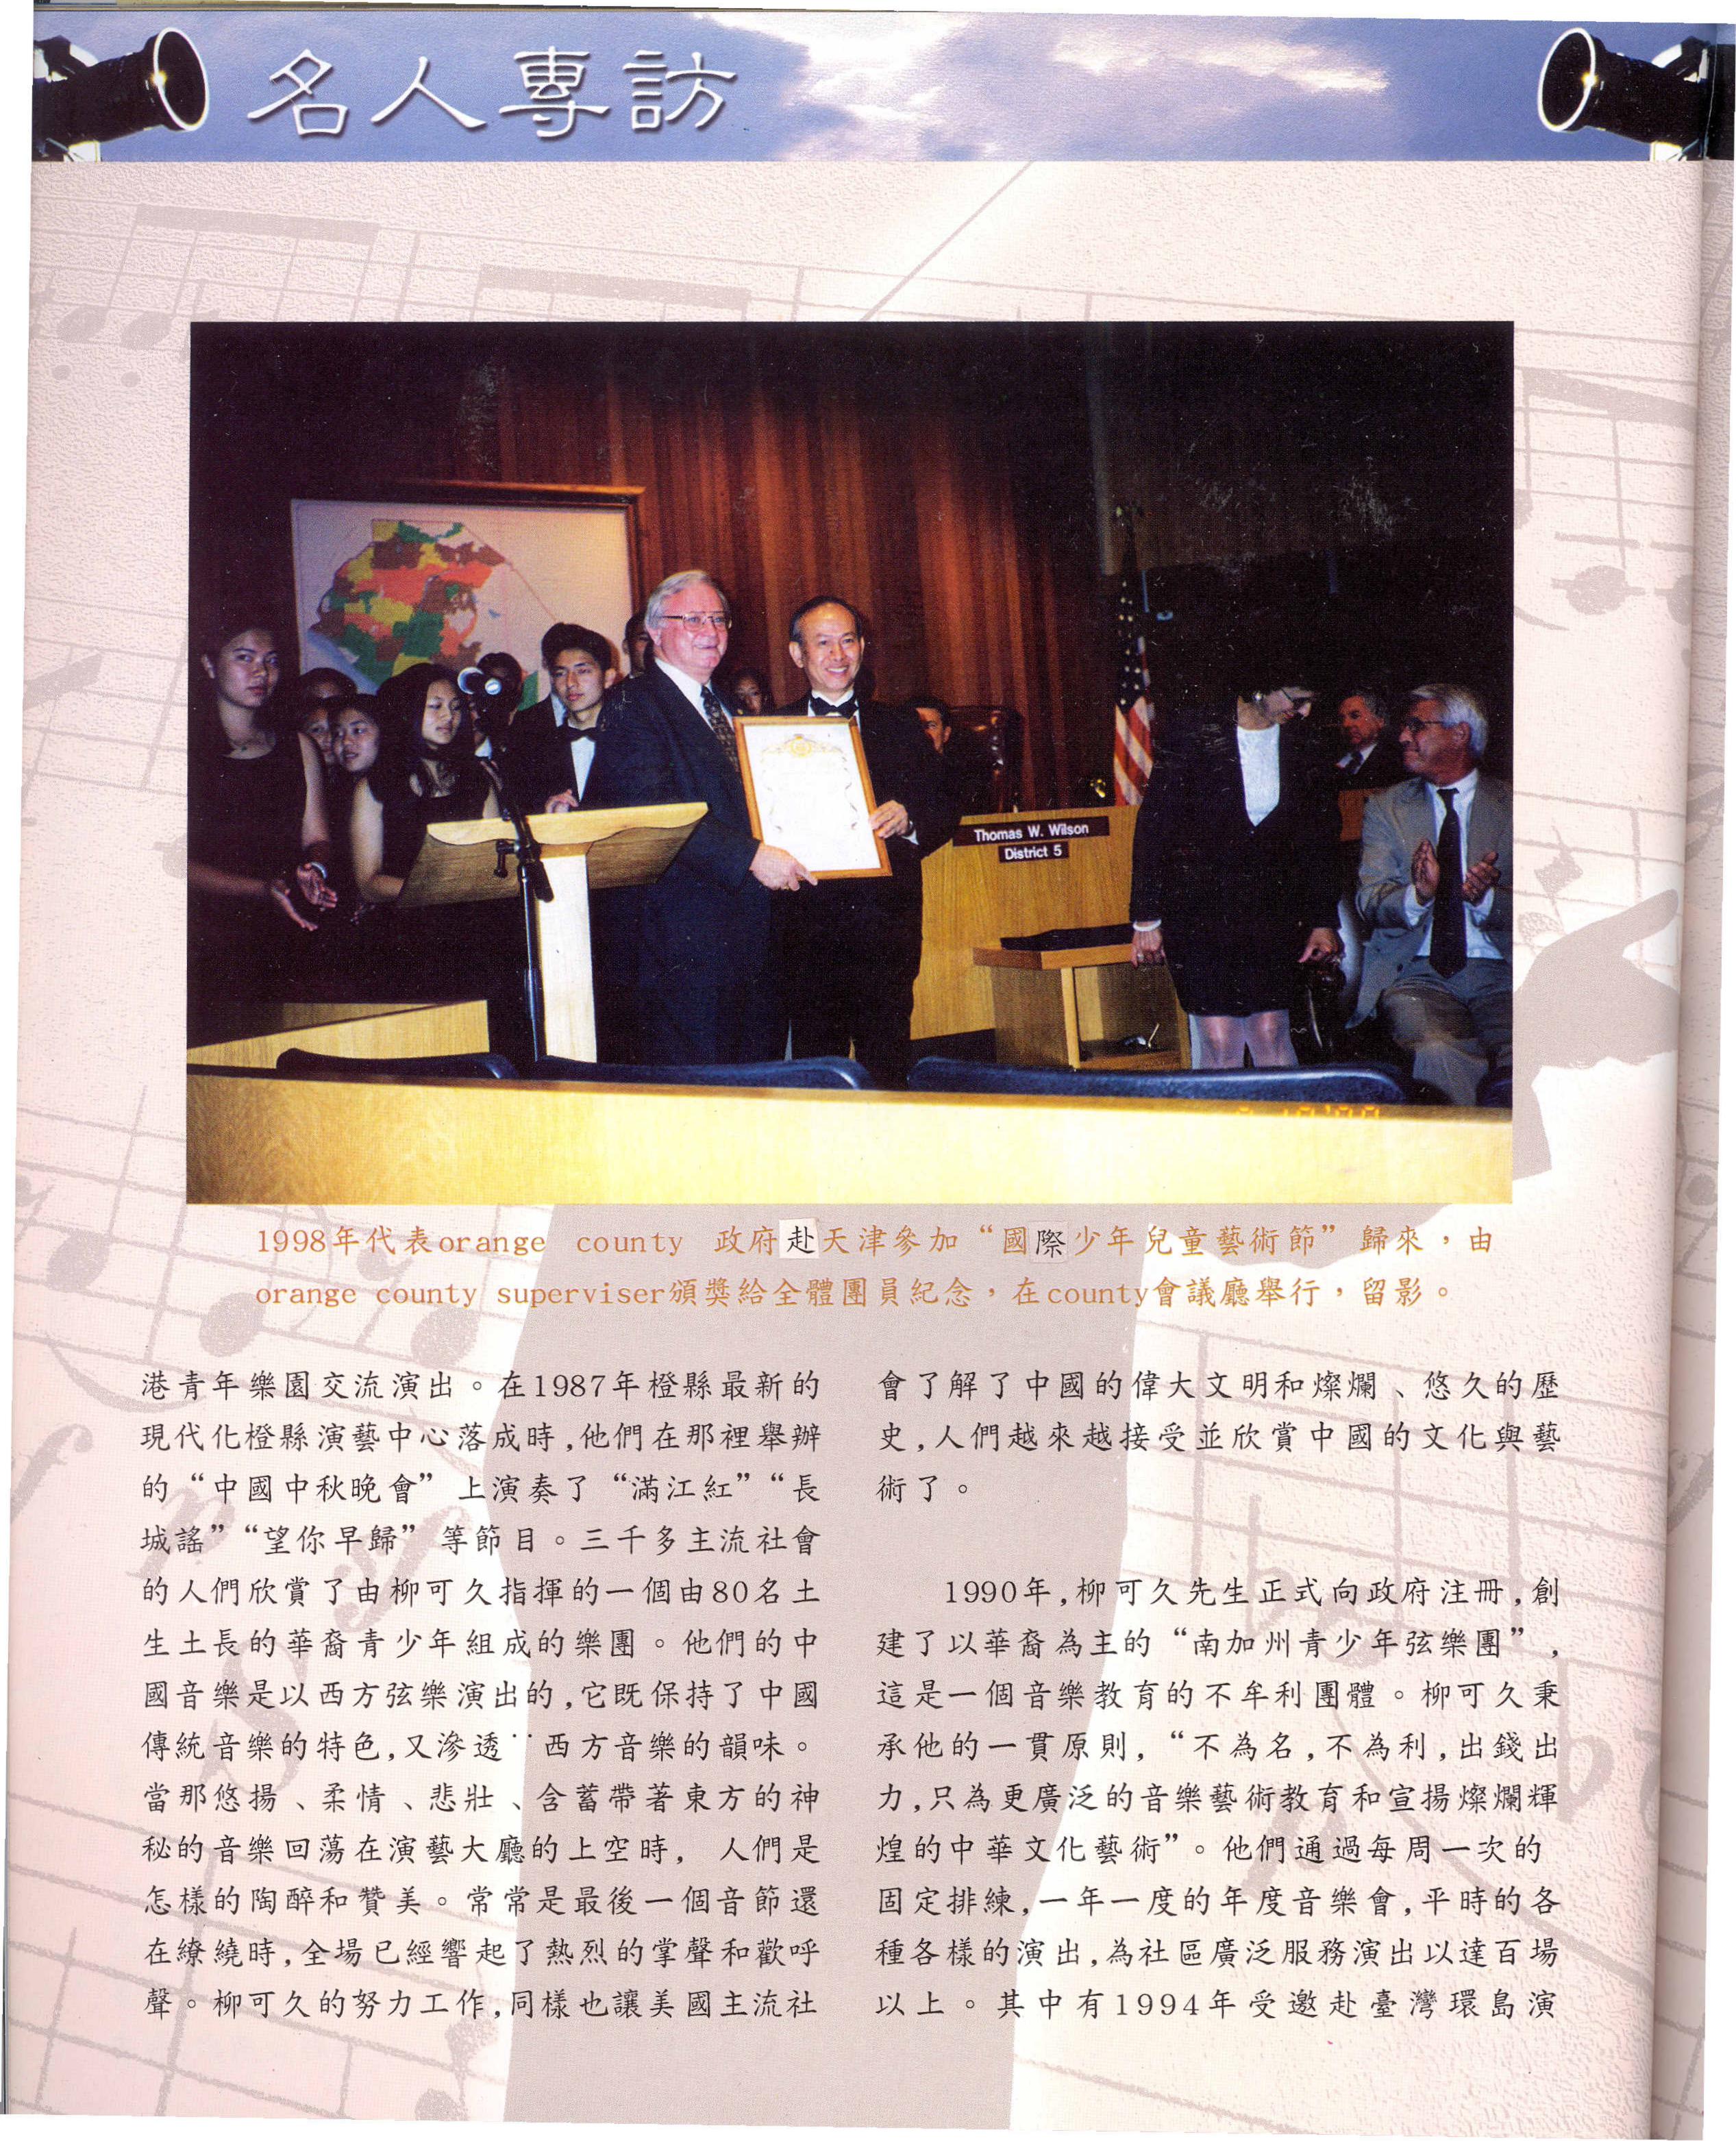 名人專訪
Thomas W. Wilson
District 5
1998年代表orange county 政府赴天津參加“國際少年兒童藝術節”歸來，由
orange county superviser頒獎給全體團員紀念，在county會議廳舉行，留影。
港青年樂園交流演出。在1987年橙縣最新的
現代化橙縣演藝中心落成時,他們在那裡舉辦
的“中國中秋晚會”上演奏了“滿江紅”“長
城謠”“望你早歸”等節目。三千多主流社會
的人們欣賞了由柳可久指揮的一個由80名土
生土長的華裔青少年組成的樂團。他們的中
國音樂是以西方弦樂演出的,它既保持了中國
傳統音樂的特色,又滲透¨西方音樂的韻味。
當那悠揚、柔情、悲壯、含蓄帶著東方的神
秘的音樂回蕩在演藝大廳的上空時, 人們是
怎樣的陶醉和贊美。常常是最後一個音節還
在繚繞時,全場已經響起了熱烈的掌聲和歡呼
聲。柳可久的努力工作,同樣也讓美國主流社
會了解了中國的偉大文明和燦爛、悠久的歷
史,人們越來越接受並欣賞中國的文化與藝
術了。
1990年,柳可久先生正式向政府注冊,創
建了以華裔為主的“南加州青少年弦樂團”,
這是一個音樂教育的不牟利團體。柳可久秉
承他的一貫原則,“不為名,不為利,出錢出
力,只為更廣泛的音樂藝術教育和宣揚燦爛輝
煌的中華文化藝術”。他們通過每周一次的
固定排練,一年一度的年度音樂會,平時的各
種各樣的演出,為社區廣泛服務演出以達百場
以上。其中有1994年受邀赴臺灣環島演